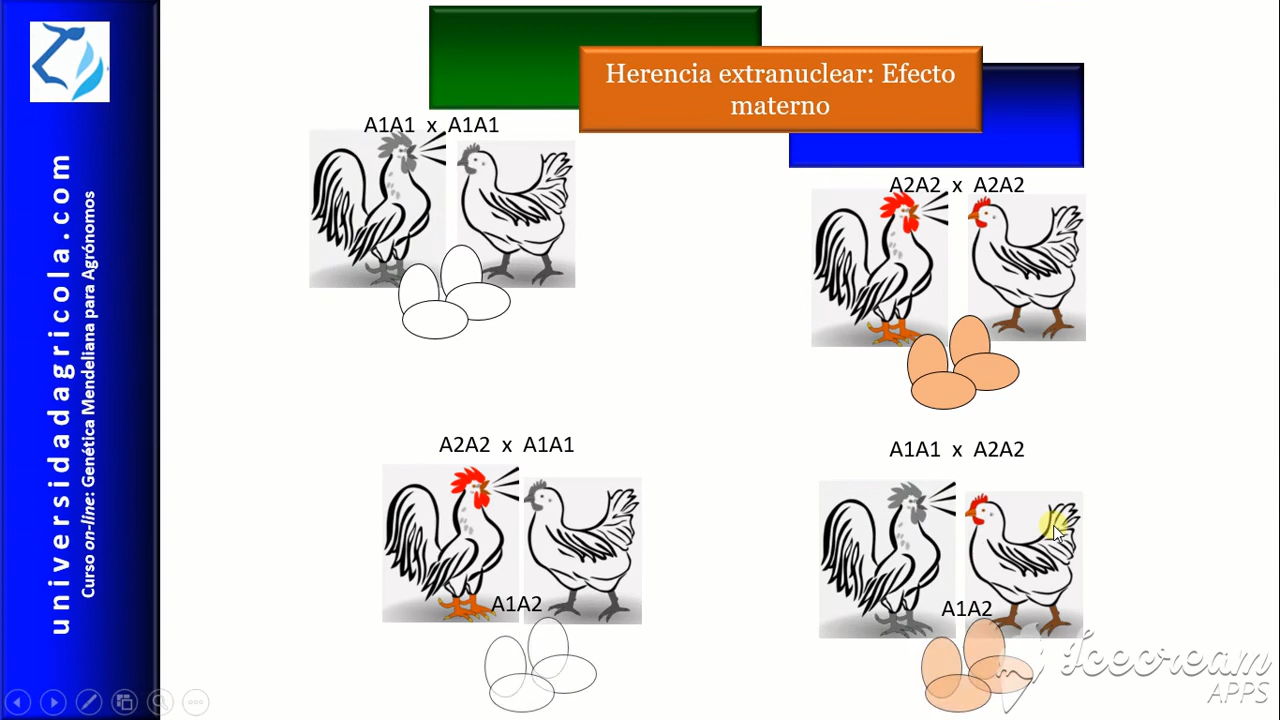 universidadagricola.com
Curso on-line: Genética Mendeliana para Agrónomos
Herencia extranuclear: Efecto
materno
A1A1 x A1A1
A2A2 x A2A2
A2A2 x A1A1
A1A1 x A2A2
A1A2
A1A2
Icecream
APPS